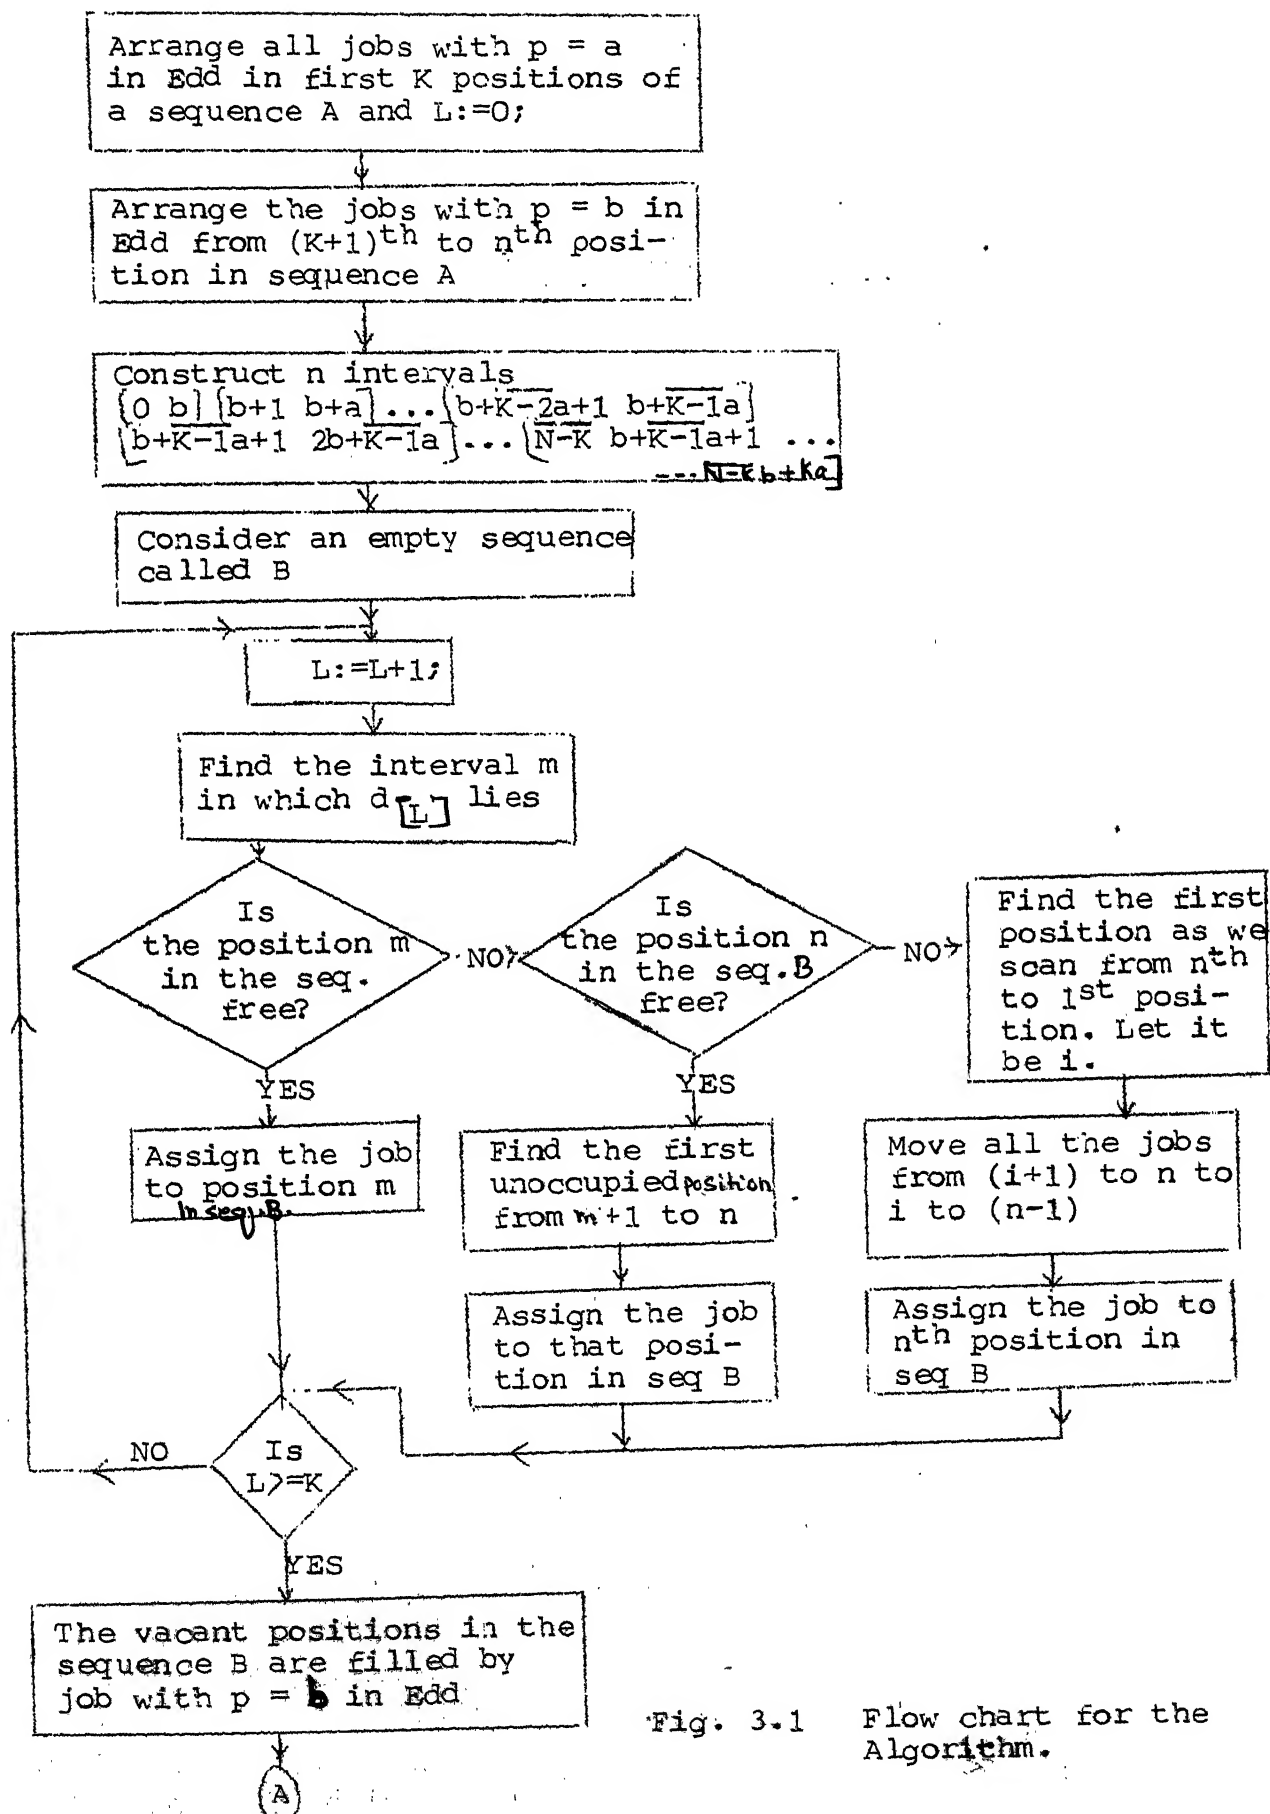 Arrange all jobs with p = a
in Edd in first K positions of
a sequence A and L:=0;
Arrange the jobs with p = b in
Edd from (K+1)th to nth posi-
tion in sequence A
Construct n intervals
[0 b] [b+1 b+a]...[b+K̅-̅2̅a+1 b+K̅-̅1̅a]
[b+K̅-̅1̅a+1 2b+K̅-̅1̅a]...[N̅-̅K̅ b+K̅-̅1̅a+1 ...
...N̅-̅K̅b+Ka]
Consider an empty sequence
called B
L:=L+1;
Find the interval m
in which d[L] lies
Is
the position m
in the seq.
free?
NO
YES
Is
the position n
in the seq.B
free?
NO
YES
Find the first
position as we
scan from nth
to 1st posi-
tion. Let it
be i.
Assign the job
to position m
in seq.B.
Find the first
unoccupied position
from m+1 to n
Move all the jobs
from (i+1) to n to
i to (n-1)
Assign the job
to that posi-
tion in seq B
Assign the job to
nth position in
seq B
Is
L>=K
NO
YES
The vacant positions in the
sequence B are filled by
job with p = b in Edd
A
Fig. 3.1 Flow chart for the
Algorithm.